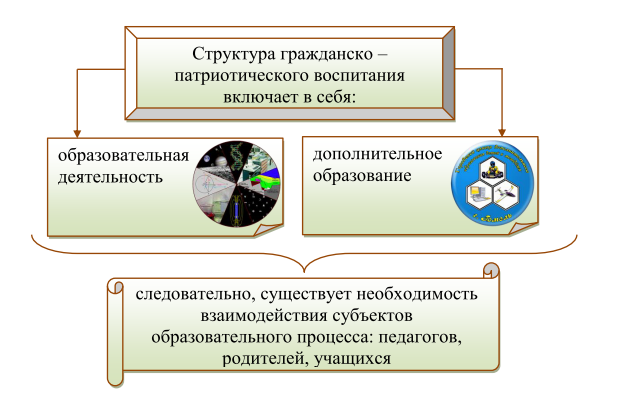 Структура гражданско –
патриотического воспитания
включает в себя:
образовательная
деятельность
дополнительное
образование
г. Гомель
следовательно, существует необходимость
взаимодействия субъектов
образовательного процесса: педагогов,
родителей, учащихся